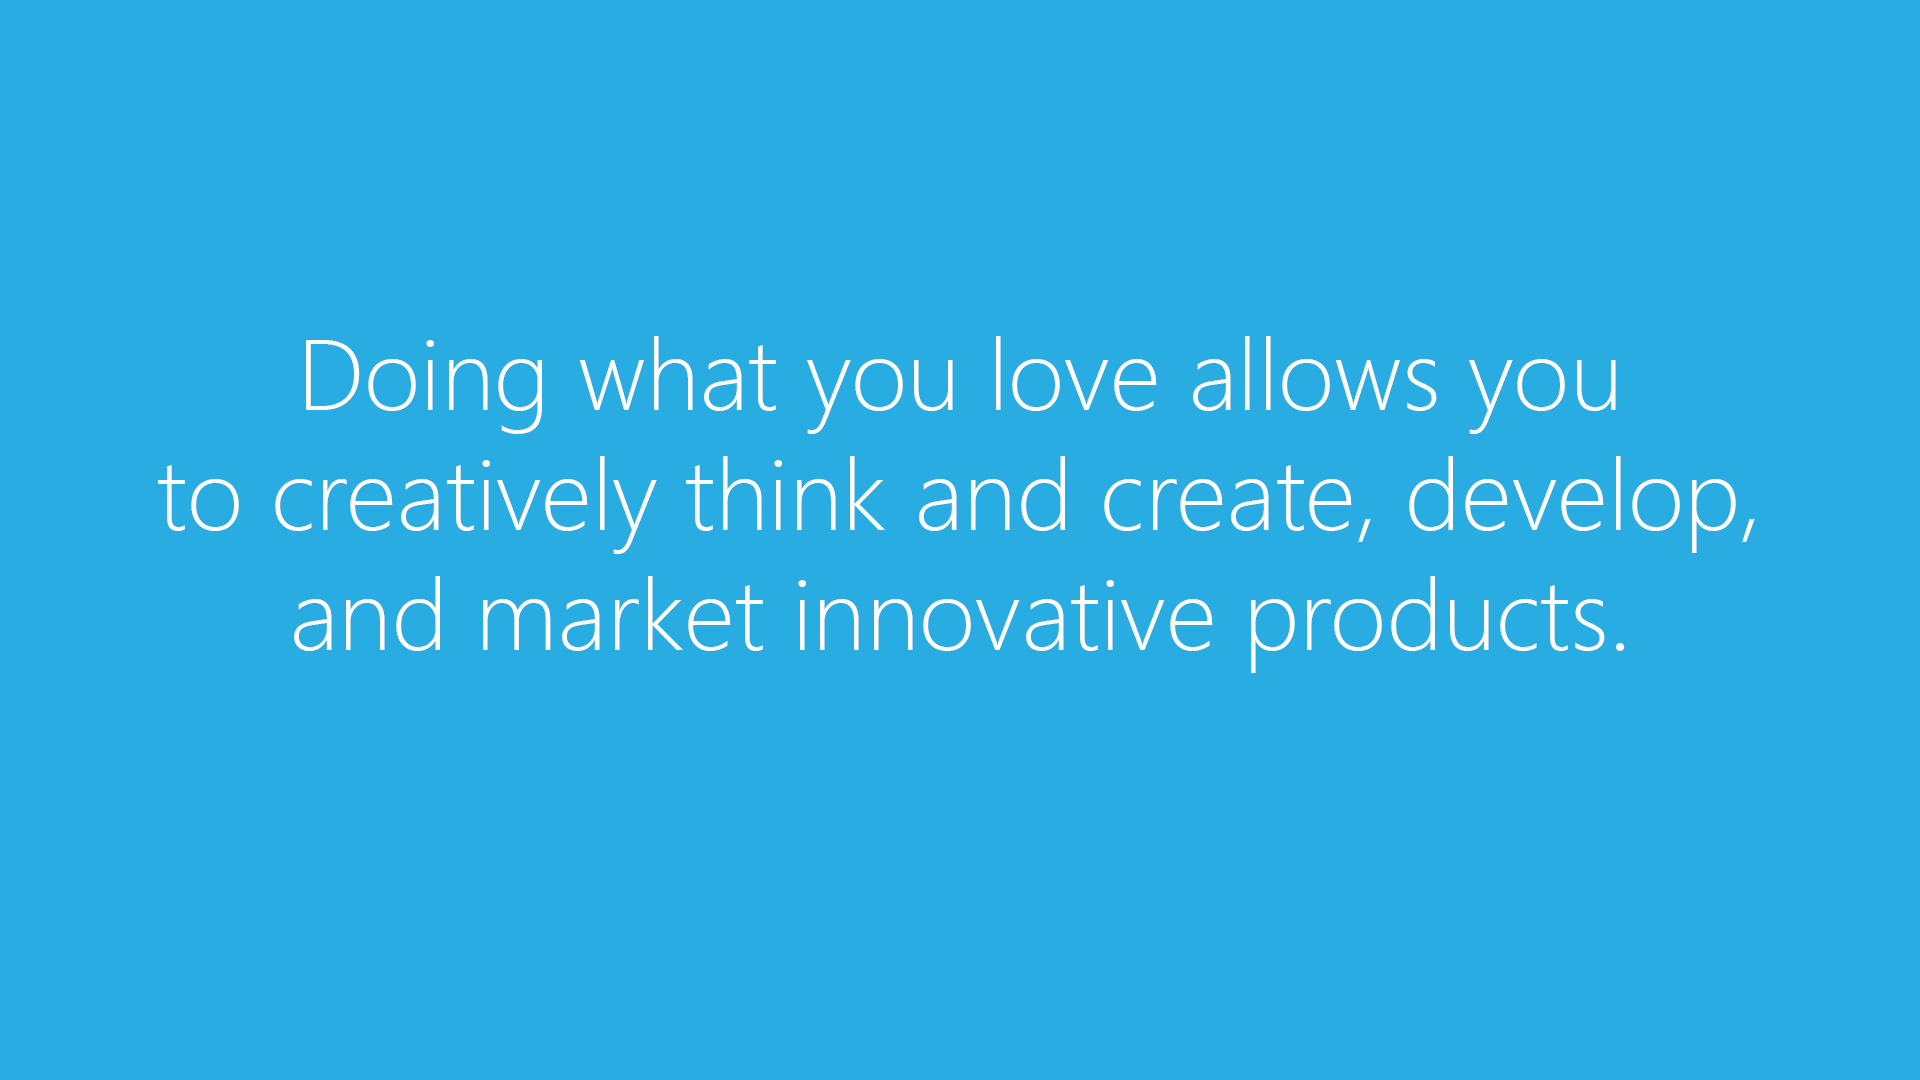 Doing what you love allows you
to creatively think and create, develop,
and market innovative products.